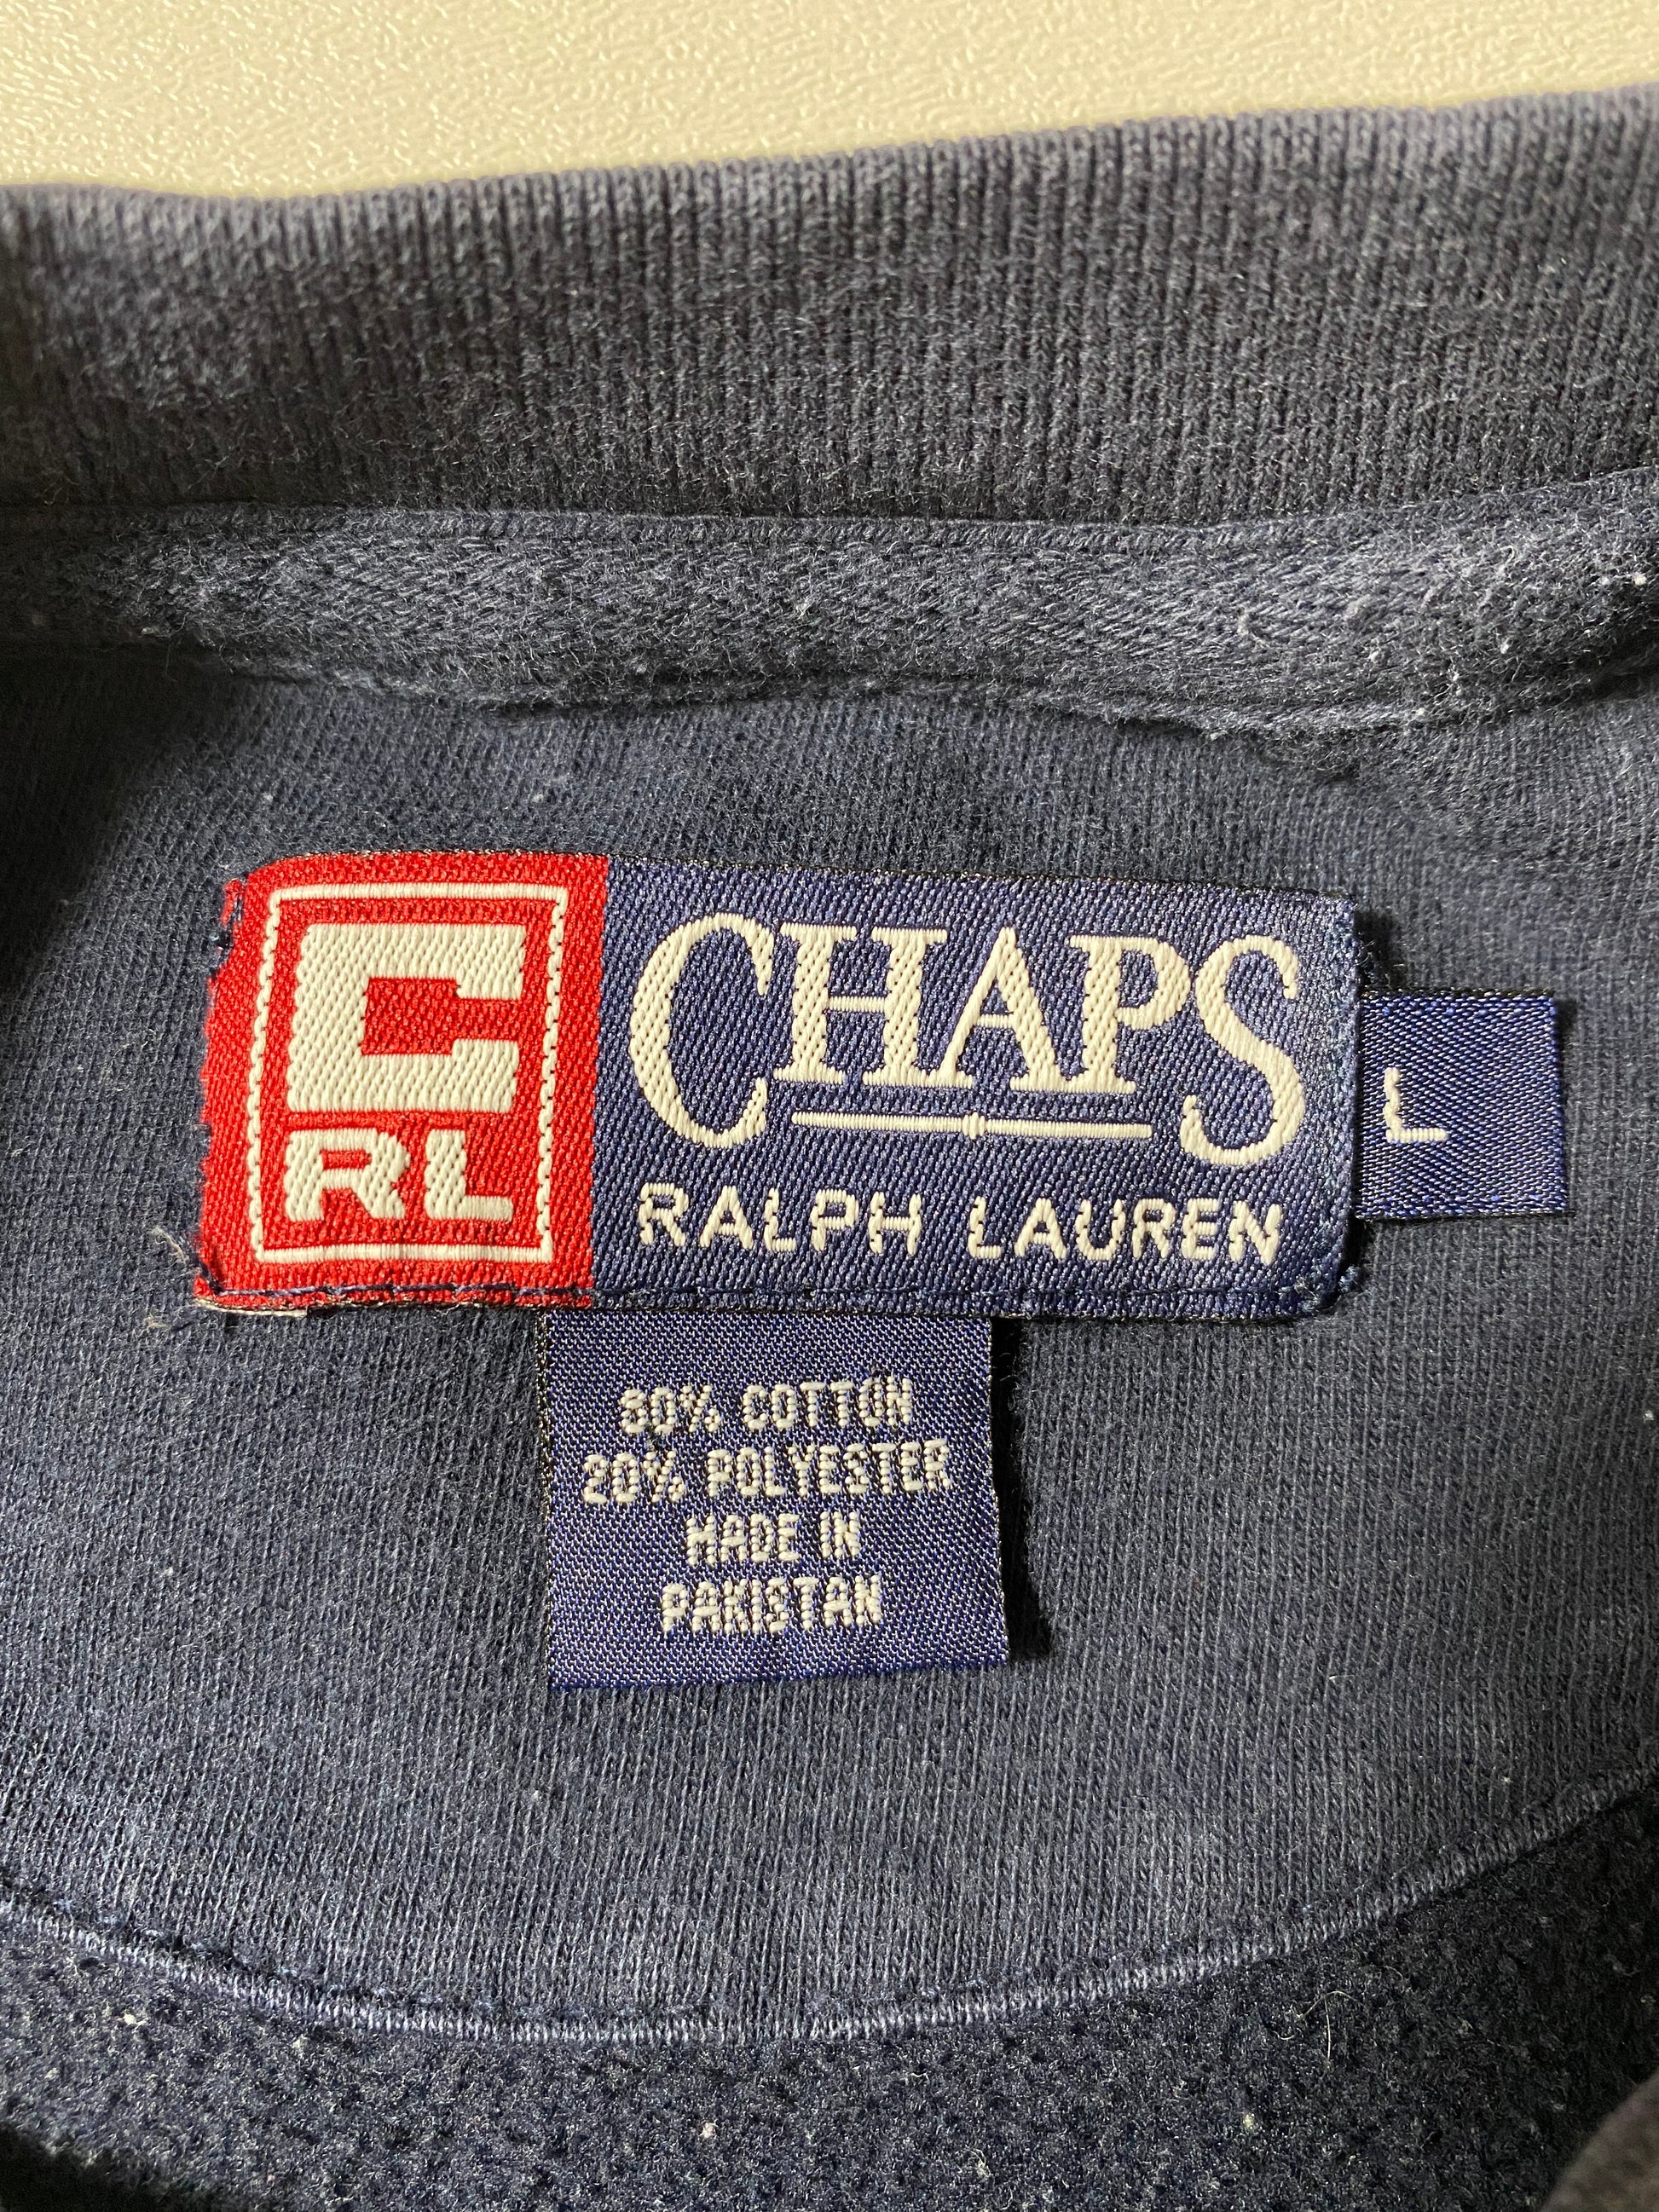 C
RL
CHAPS
RALPH LAUREN
L
80% COTTON
20% POLYESTER
MADE IN
PAKISTAN